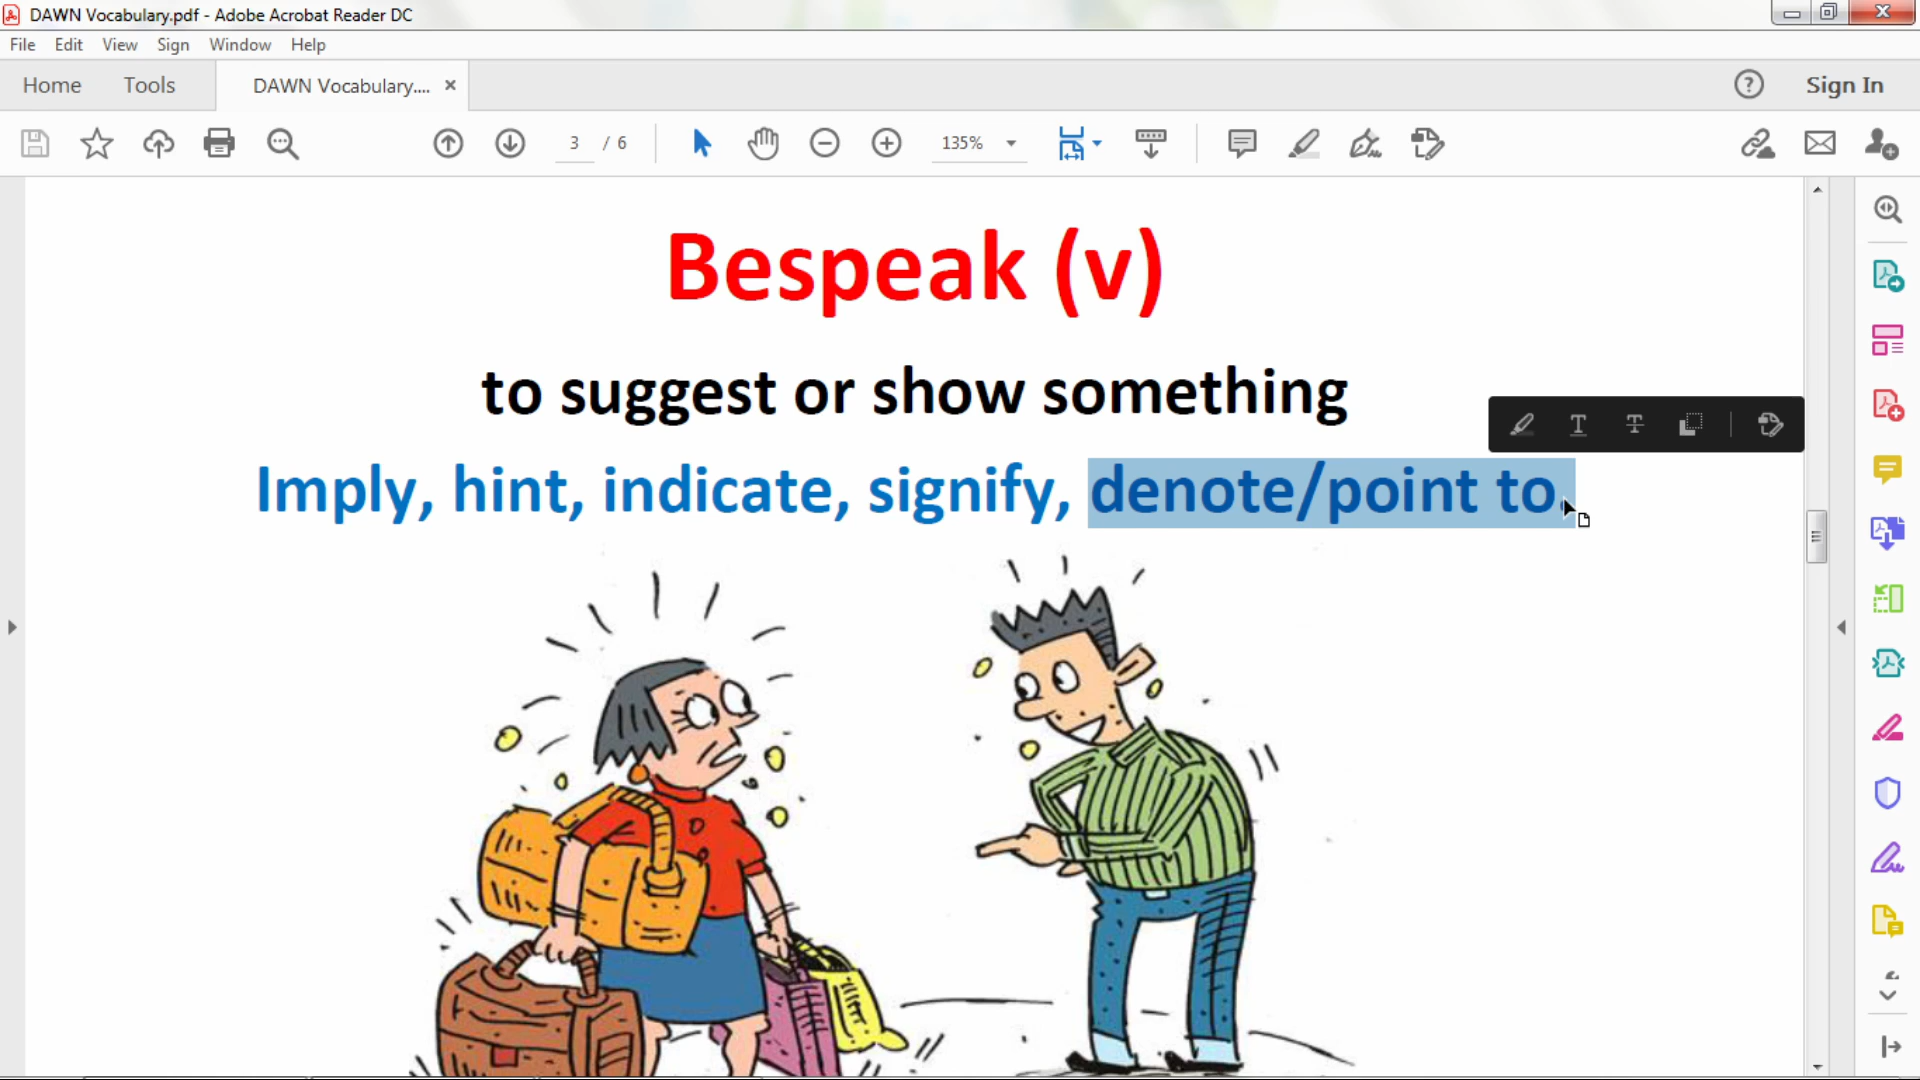 DAWN Vocabulary.pdf - Adobe Acrobat Reader DC
File Edit View Sign Window Help
Home Tools DAWN Vocabulary.... × ? Sign In
3 / 6 135%
Bespeak (v)
to suggest or show something
Imply, hint, indicate, signify, denote/point to.